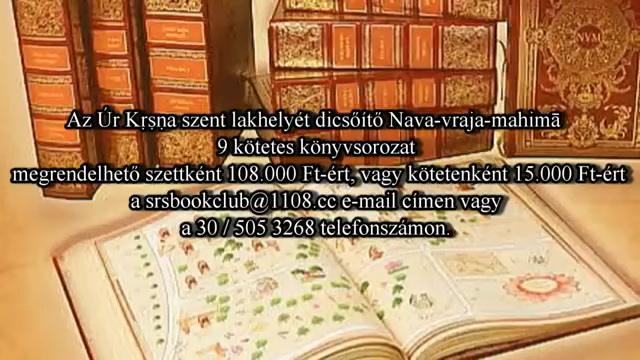 Az Úr Kṛṣṇa szent lakhelyét dicsőítő Nava-vraja-mahimā
9 kötetes könyvsorozat
megrendelhető szettként 108.000 Ft-ért, vagy kötetenként 15.000 Ft-ért
a srsbookclub@1108.cc e-mail címen vagy
a 30 / 505 3268 telefonszámon.
NVM